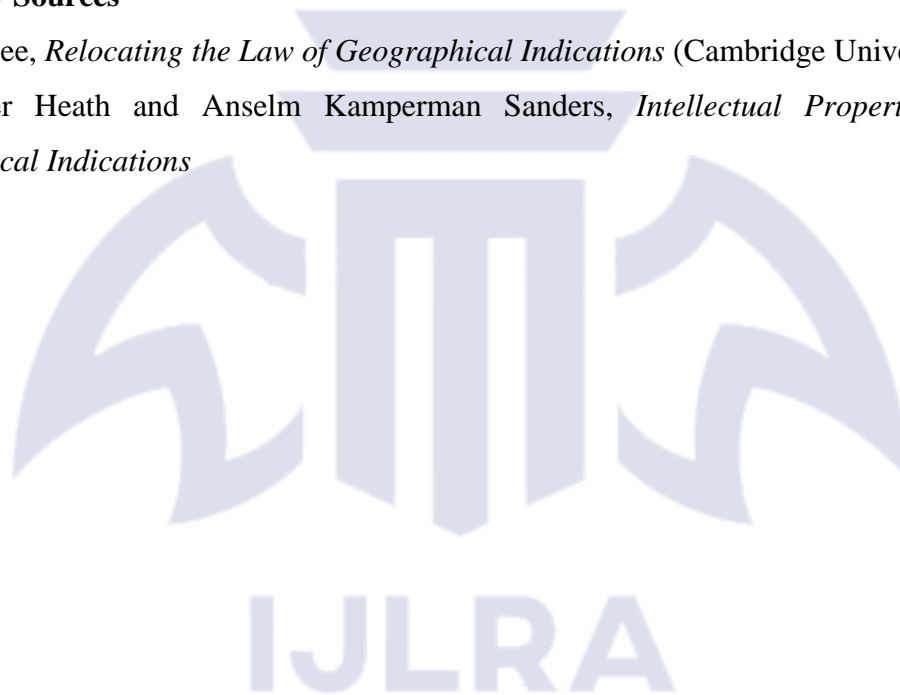 Sources
ee, Relocating the Law of Geographical Indications (Cambridge Unive
er Heath and Anselm Kamperman Sanders, Intellectual Propert
cal Indications
IJLRA